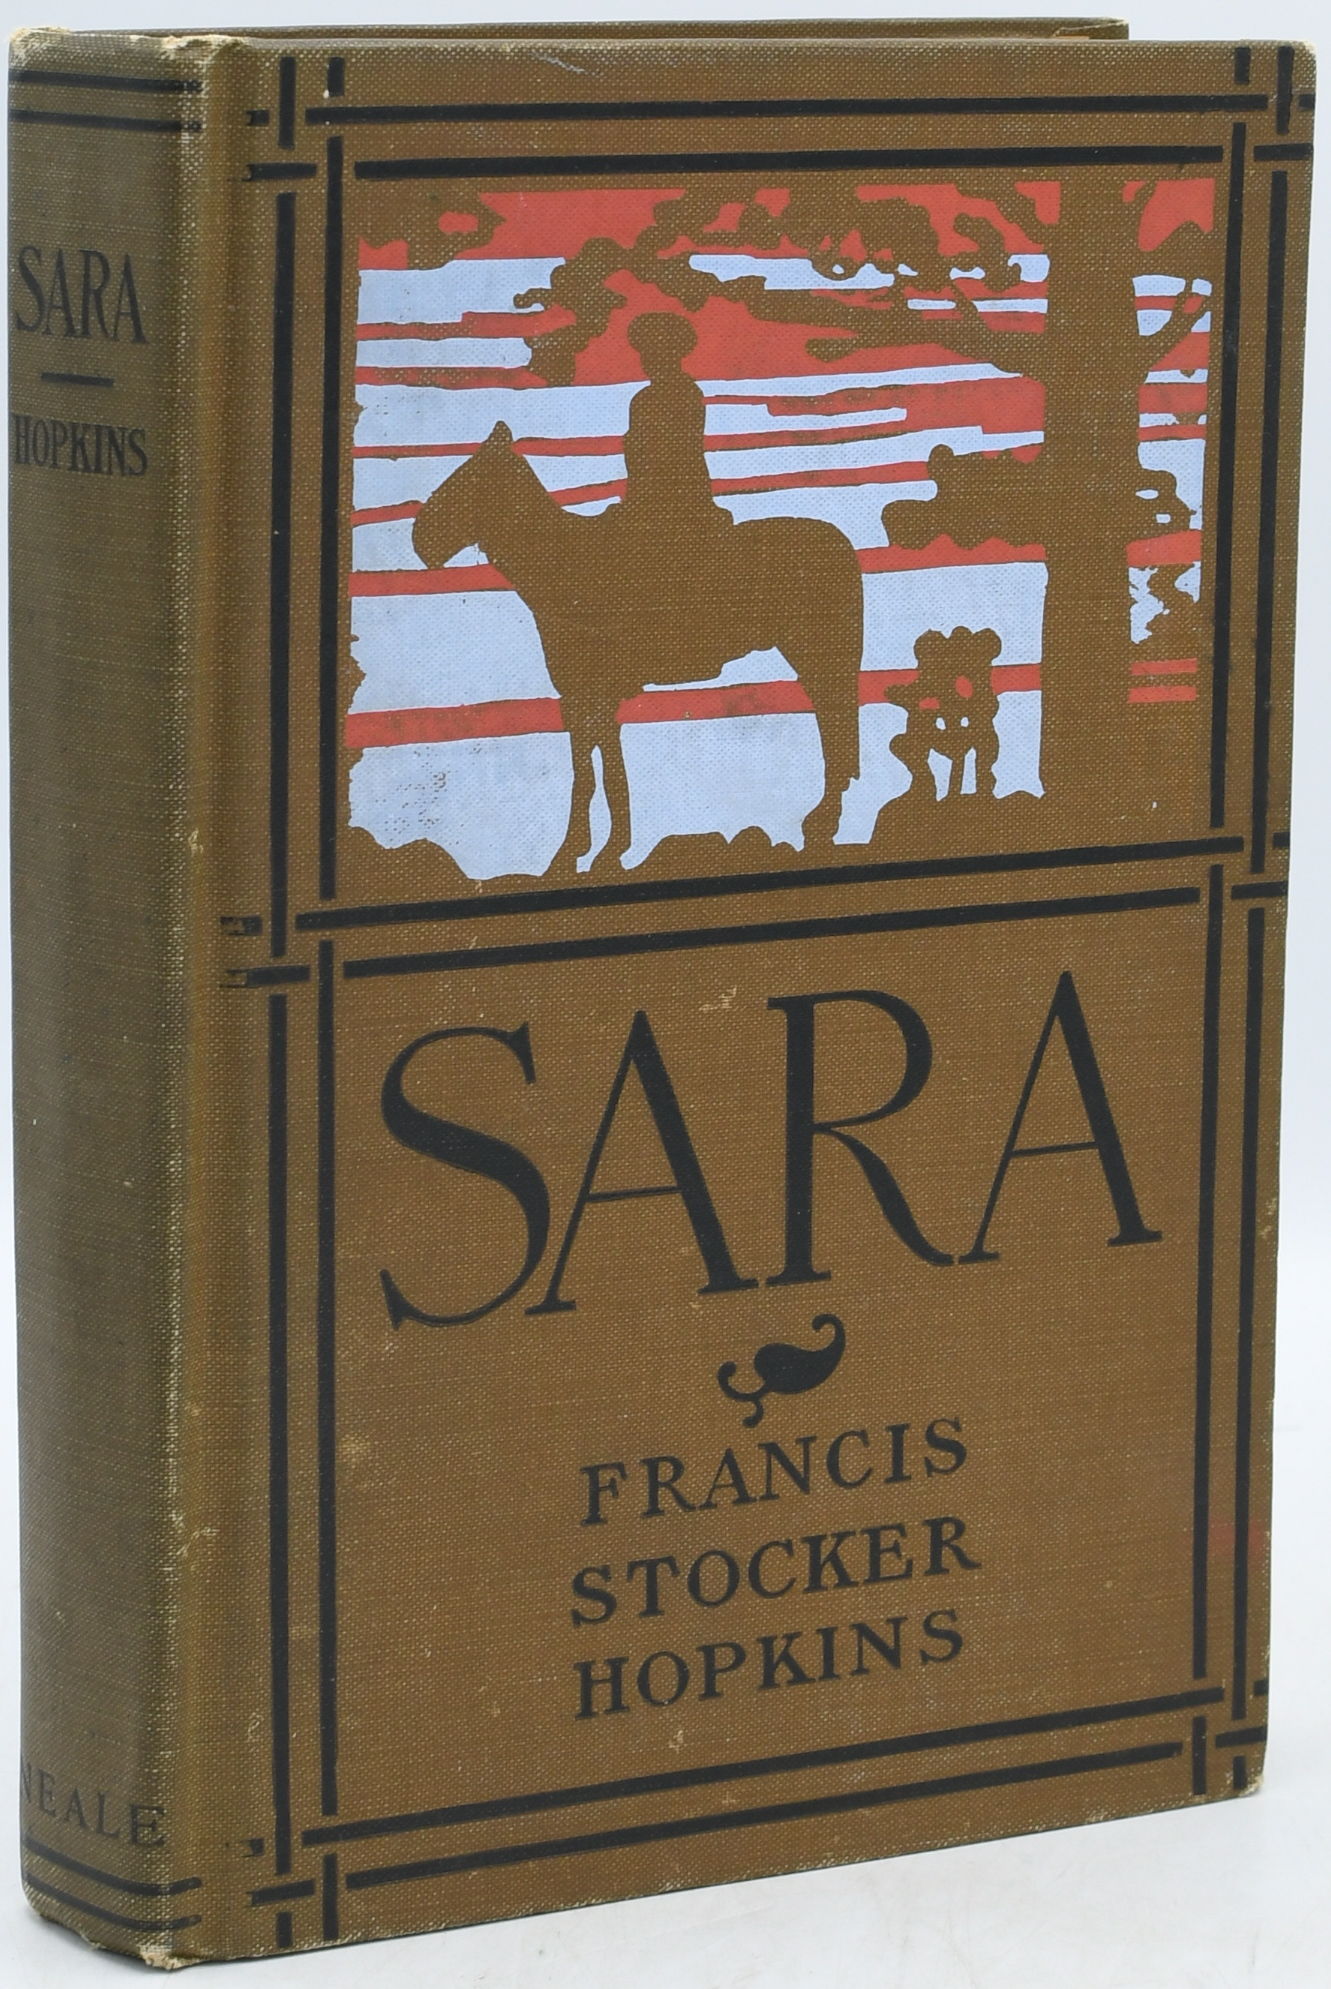 SARA
HOPKINS
NEALE
SARA
FRANCIS
STOCKER
HOPKINS